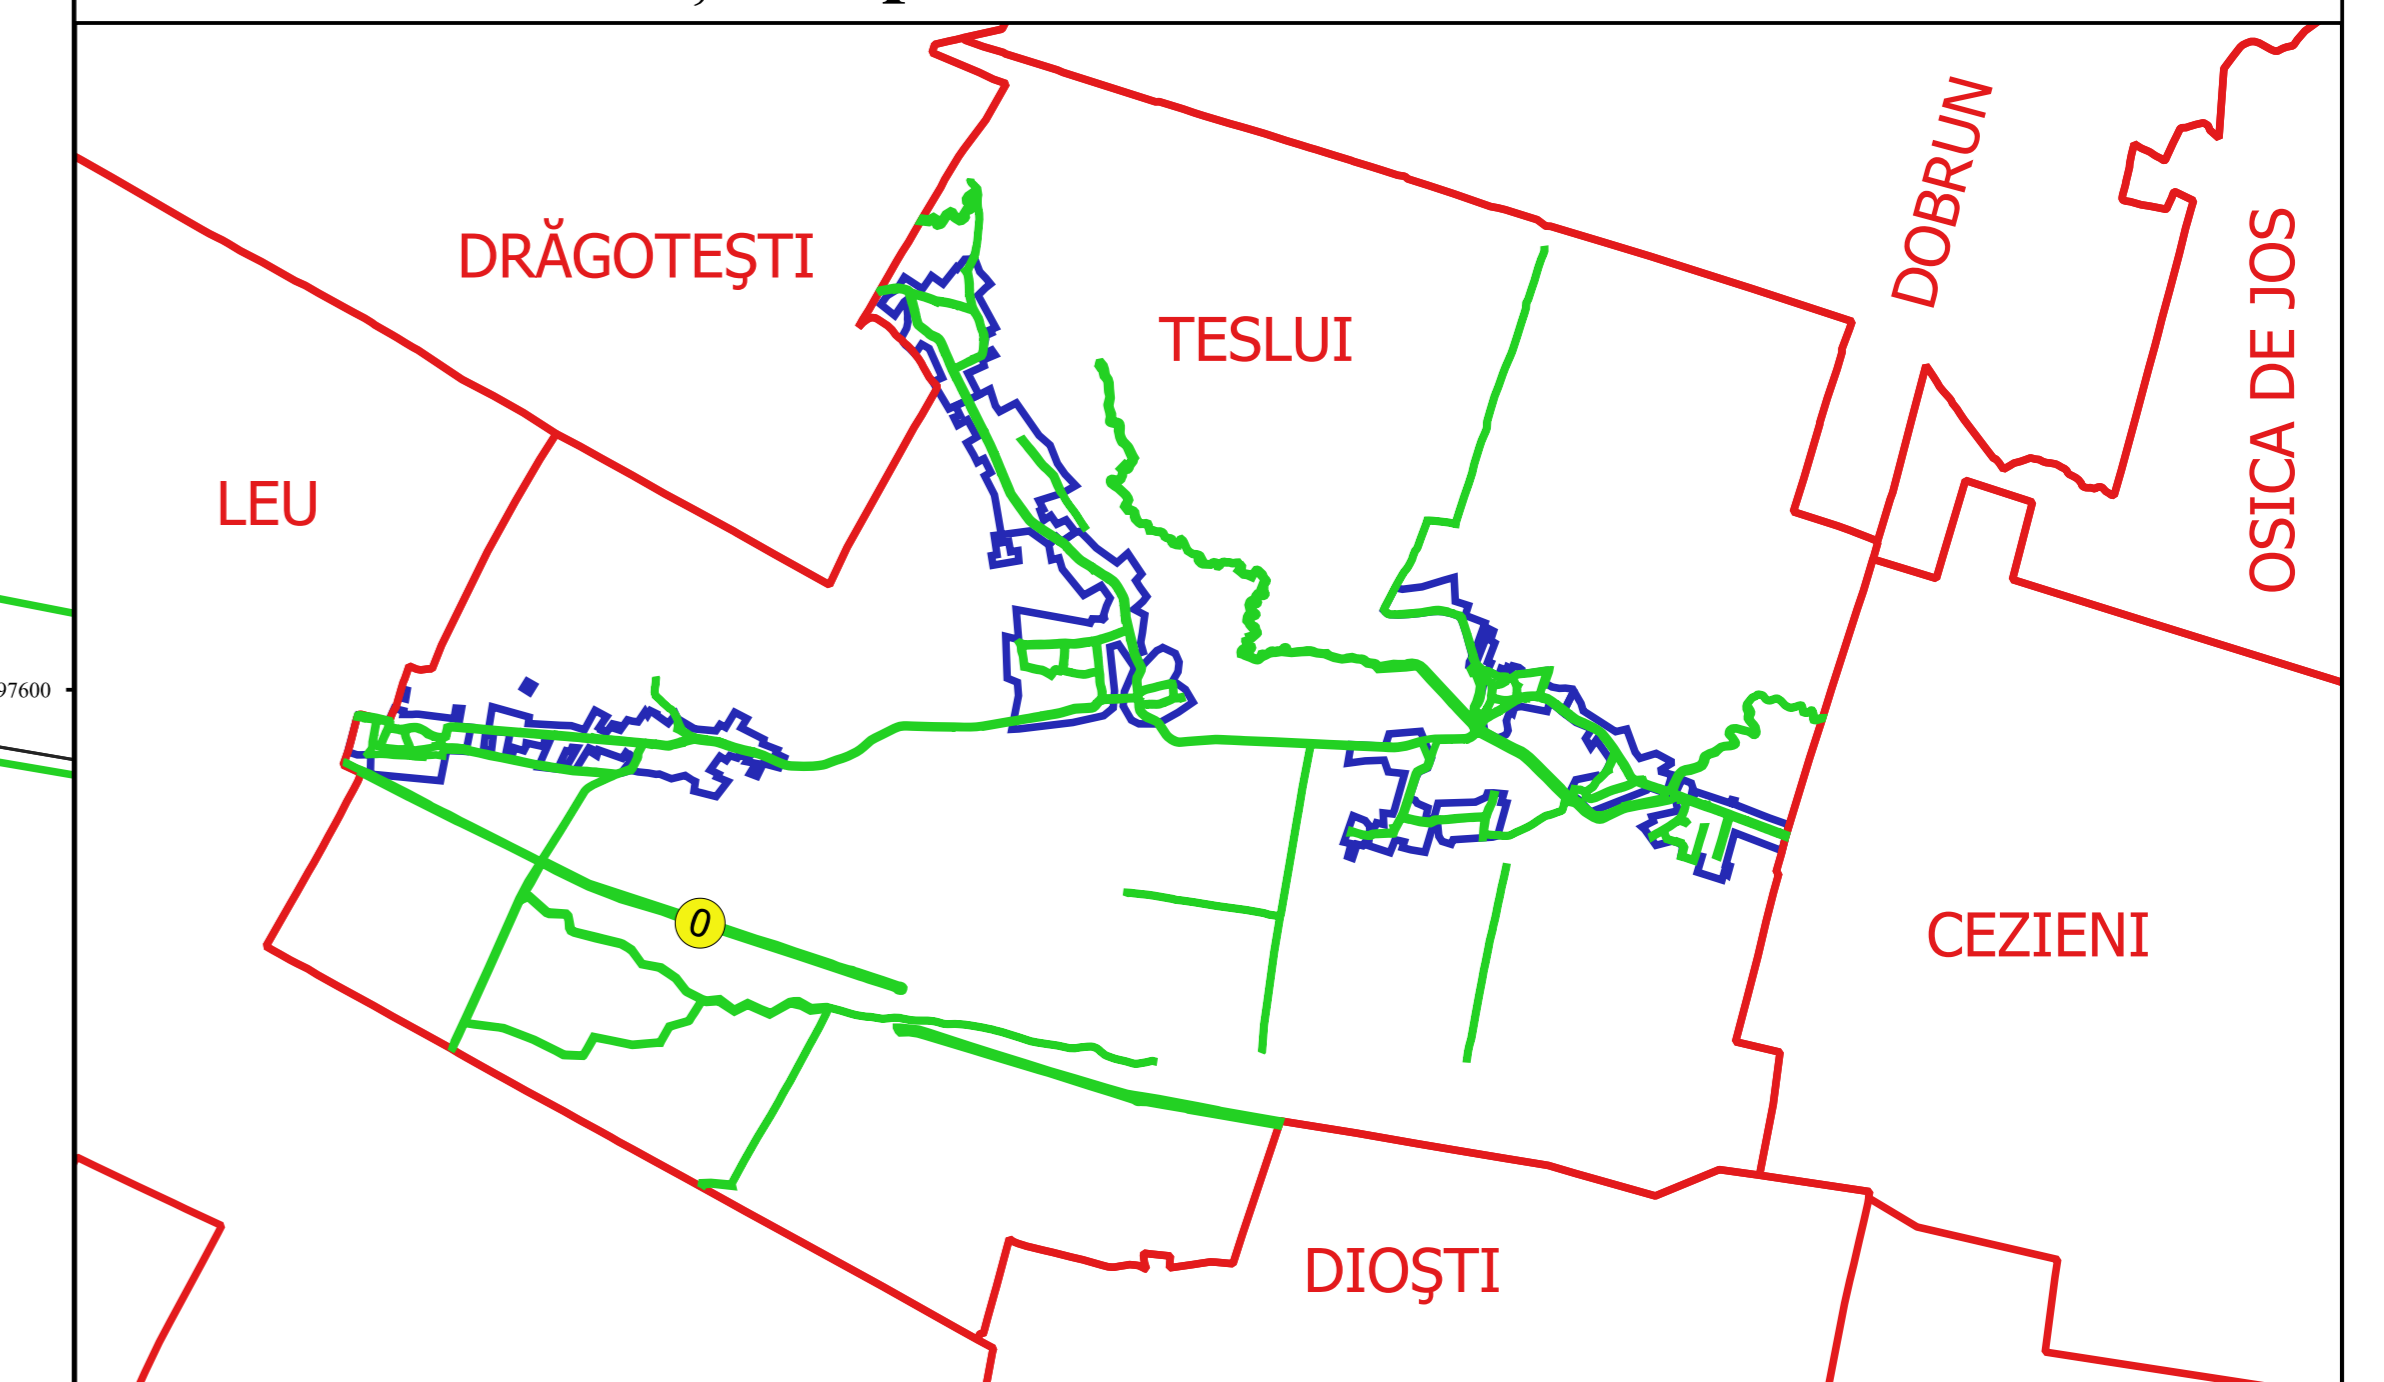 DOBRUN
DRĂGOTEŞTI
OSICA DE JOS
TESLUI
LEU
97600
0
CEZIENI
DIOŞTI